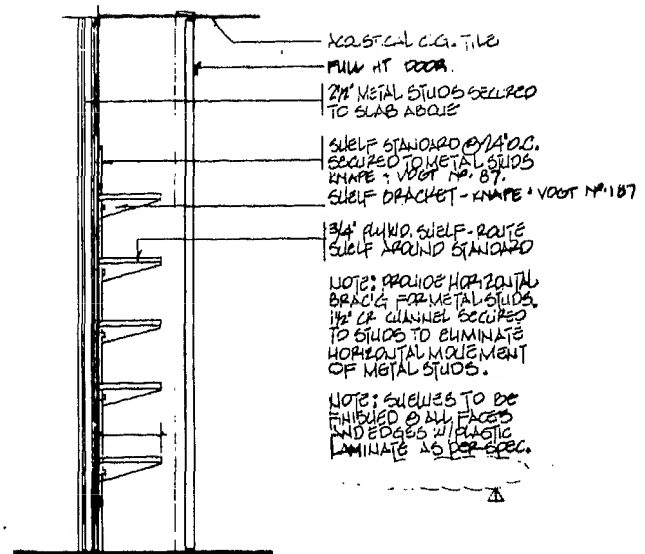 ACOUSTICAL C.G. TILE
FULL HT DOOR.
2½" METAL STUDS SECURED
TO SLAB ABOVE
SHELF STANDARD @ 24" O.C.
SECURED TO METAL STUDS
KNAPE + VOGT Nº. 87.
SHELF BRACKET - KNAPE + VOGT Nº. 187
3/4" PLYWD. SHELF - ROUTE
SHELF AROUND STANDARD
NOTE: PROVIDE HORIZONTAL
BRAC'G FOR METAL STUDS.
1½" CR CHANNEL SECURED
TO STUDS TO ELIMINATE
HORIZONTAL MOVEMENT
OF METAL STUDS.
NOTE: SHELVES TO BE
FINISHED @ ALL FACES
AND EDGES W/ PLASTIC
LAMINATE AS PER SPEC.